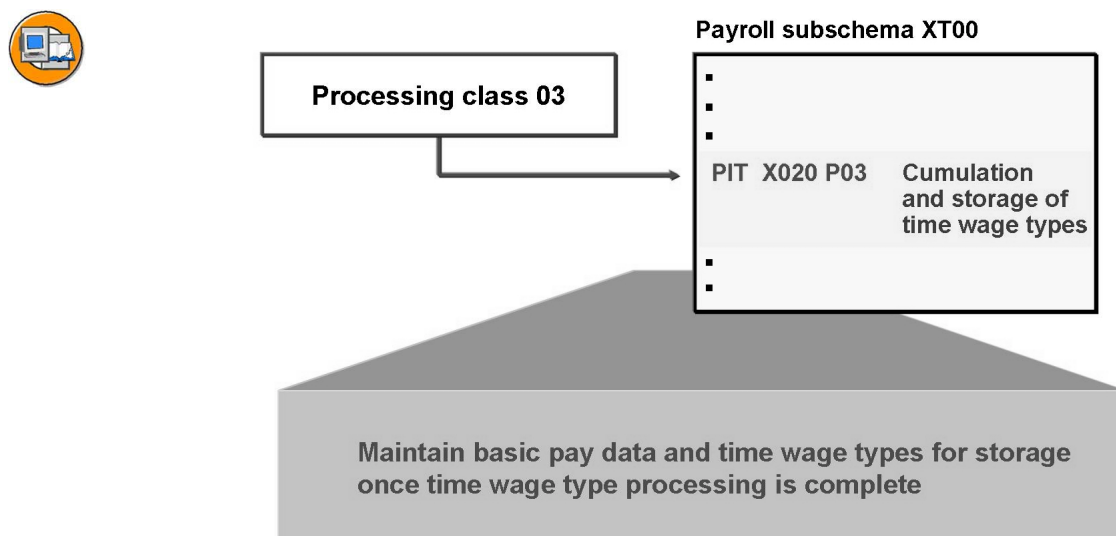 Payroll subschema XT00
Processing class 03
PIT X020 P03 Cumulation
and storage of
time wage types
Maintain basic pay data and time wage types for storage
once time wage type processing is complete